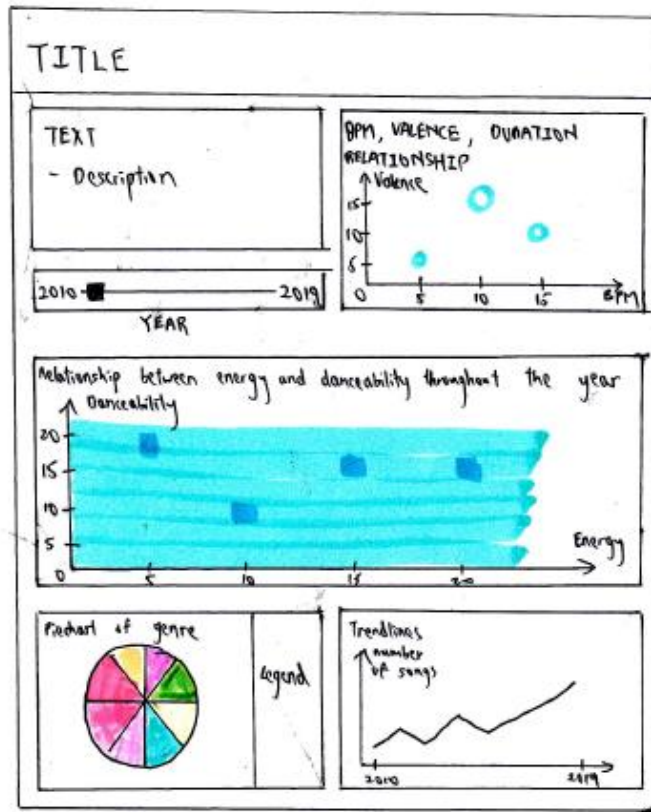 TITLE
TEXT
- Description
2010 2019
YEAR
BPM, VALENCE, DURATION
RELATIONSHIP
Valence
15
10
5
0 5 10 15 BPM
Relationship between energy and danceability throughout the year
Danceability
20
15
10
5
0 5 10 15 20
Energy
Piechart of genre
Legend
Trendlines
number
of songs
2010 2019